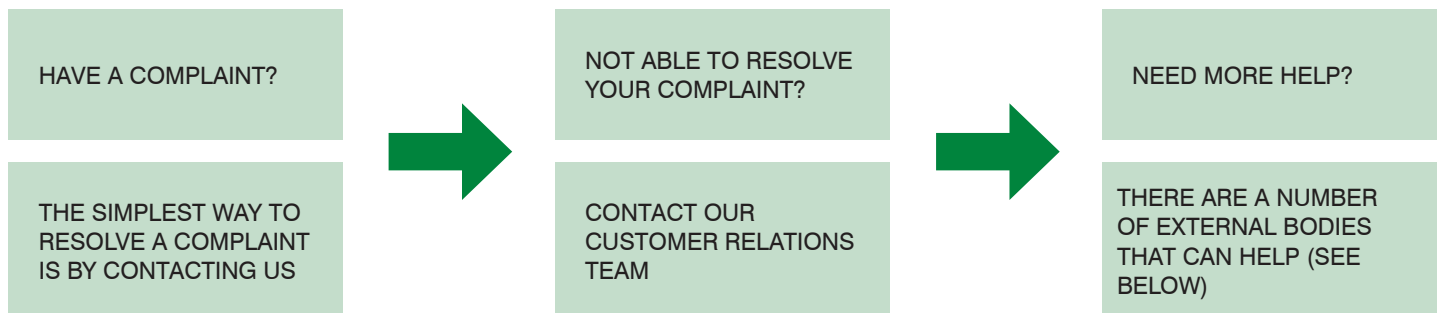 HAVE A COMPLAINT?
THE SIMPLEST WAY TO
RESOLVE A COMPLAINT
IS BY CONTACTING US
NOT ABLE TO RESOLVE
YOUR COMPLAINT?
CONTACT OUR
CUSTOMER RELATIONS
TEAM
NEED MORE HELP?
THERE ARE A NUMBER
OF EXTERNAL BODIES
THAT CAN HELP (SEE
BELOW)